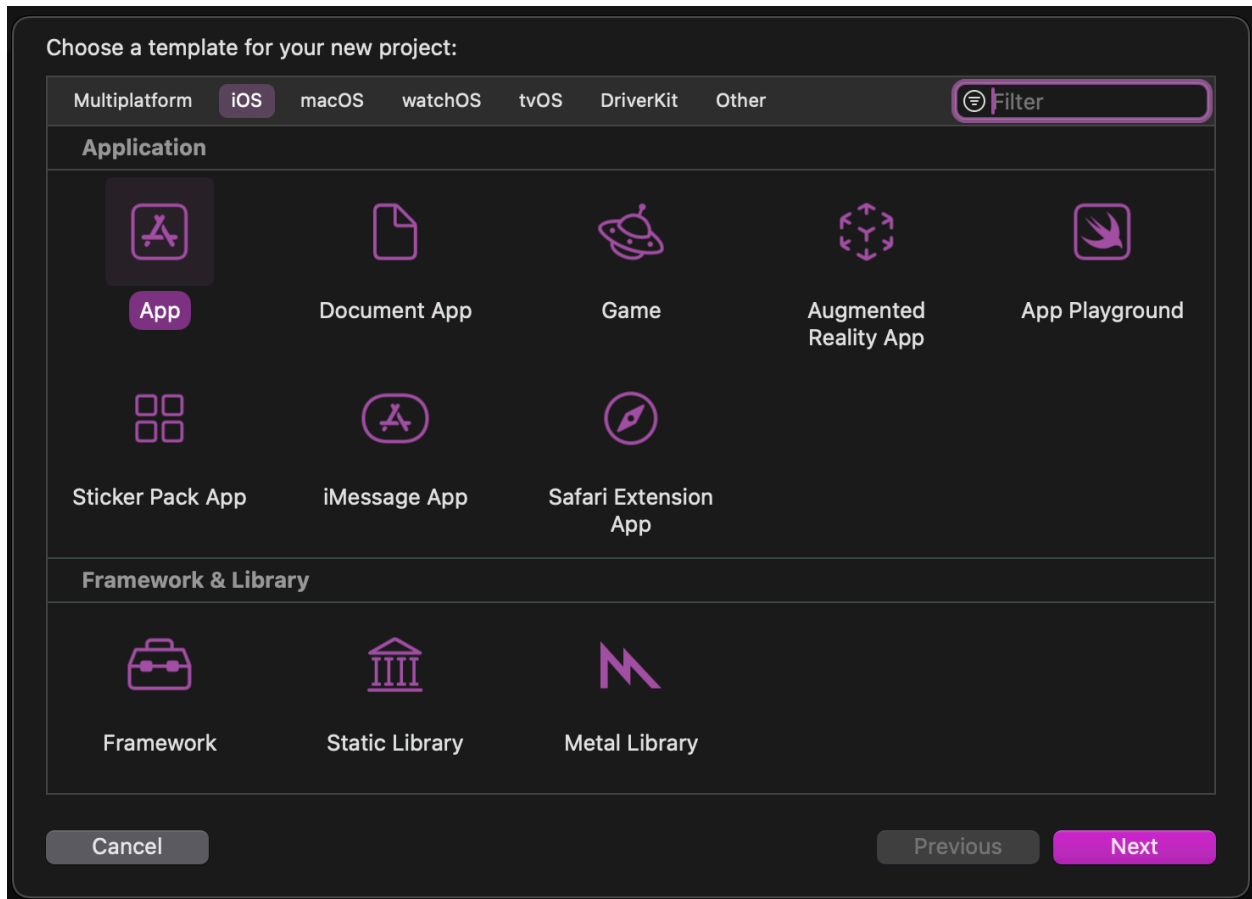 Choose a template for your new project:
Multiplatform iOS macOS watchOS tvOS DriverKit Other Filter
Application
App Document App Game Augmented Reality App App Playground
Sticker Pack App iMessage App Safari Extension App
Framework & Library
Framework Static Library Metal Library
Cancel Previous Next